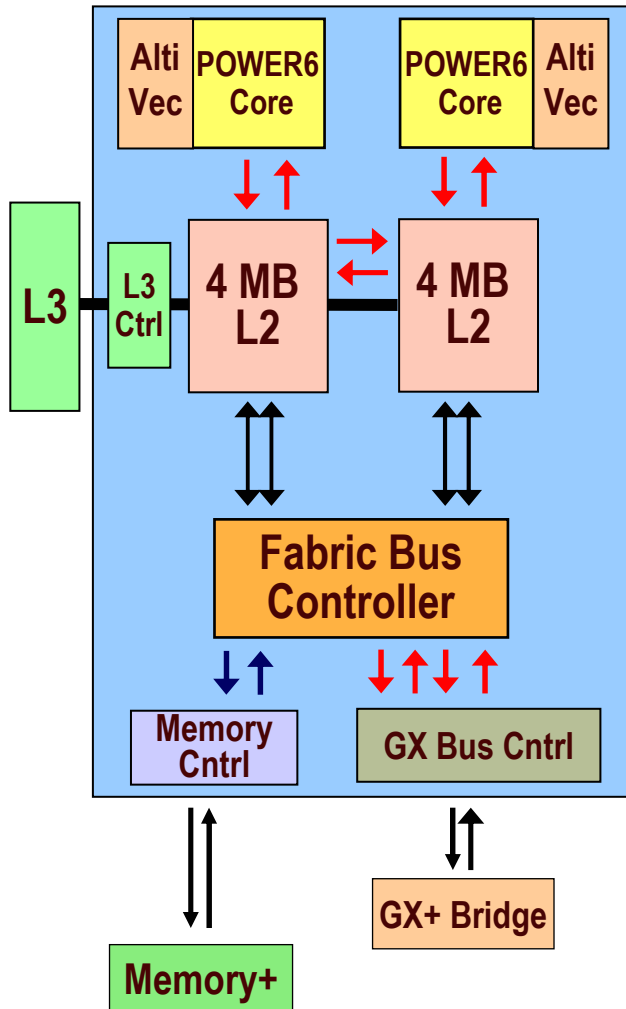 Alti
Vec
POWER6
Core
POWER6
Core
Alti
Vec
L3
L3
Ctrl
4 MB
L2
4 MB
L2
Fabric Bus
Controller
Memory
Cntrl
GX Bus Cntrl
GX+ Bridge
Memory+